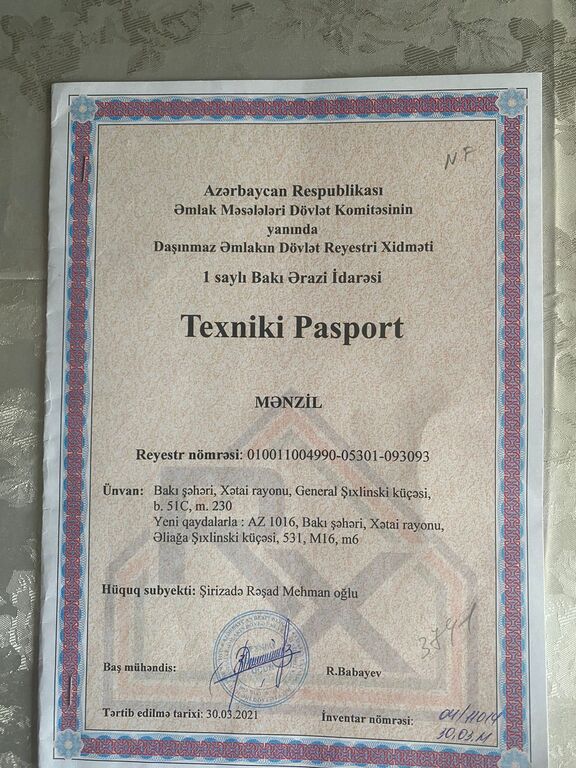 N F
Azərbaycan Respublikası
Əmlak Məsələləri Dövlət Komitəsinin
yanında
Daşınmaz Əmlakın Dövlət Reyestri Xidməti
1 saylı Bakı Ərazi İdarəsi
Texniki Pasport
MƏNZİL
Reyestr nömrəsi: 010011004990-05301-093093
Ünvan: Bakı şəhəri, Xətai rayonu, General Şıxlinski küçəsi,
b. 51C, m. 230
Yeni qaydalarla : AZ 1016, Bakı şəhəri, Xətai rayonu,
Əliağa Şıxlinski küçəsi, 531, M16, m6
Hüquq subyekti: Şirizadə Rəşad Mehman oğlu
3741
Baş mühəndis: R.Babayev
Tərtib edilmə tarixi: 30.03.2021
İnventar nömrəsi: